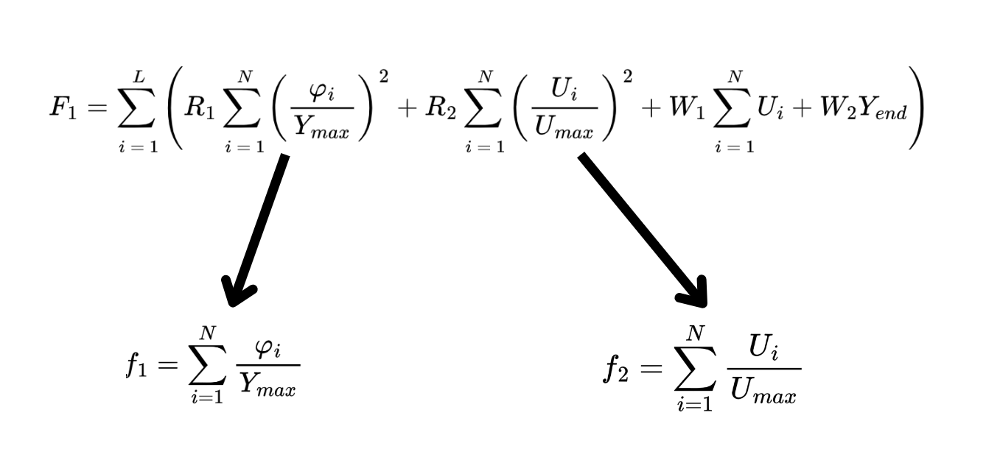 F_1 = \sum_{i=1}^{L} \left( R_1 \sum_{i=1}^{N} \left( \frac{\varphi_i}{Y_{max}} \right)^2 + R_2 \sum_{i=1}^{N} \left( \frac{U_i}{U_{max}} \right)^2 + W_1 \sum_{i=1}^{N} U_i + W_2 Y_{end} \right)
f_1 = \sum_{i=1}^{N} \frac{\varphi_i}{Y_{max}}
f_2 = \sum_{i=1}^{N} \frac{U_i}{U_{max}}